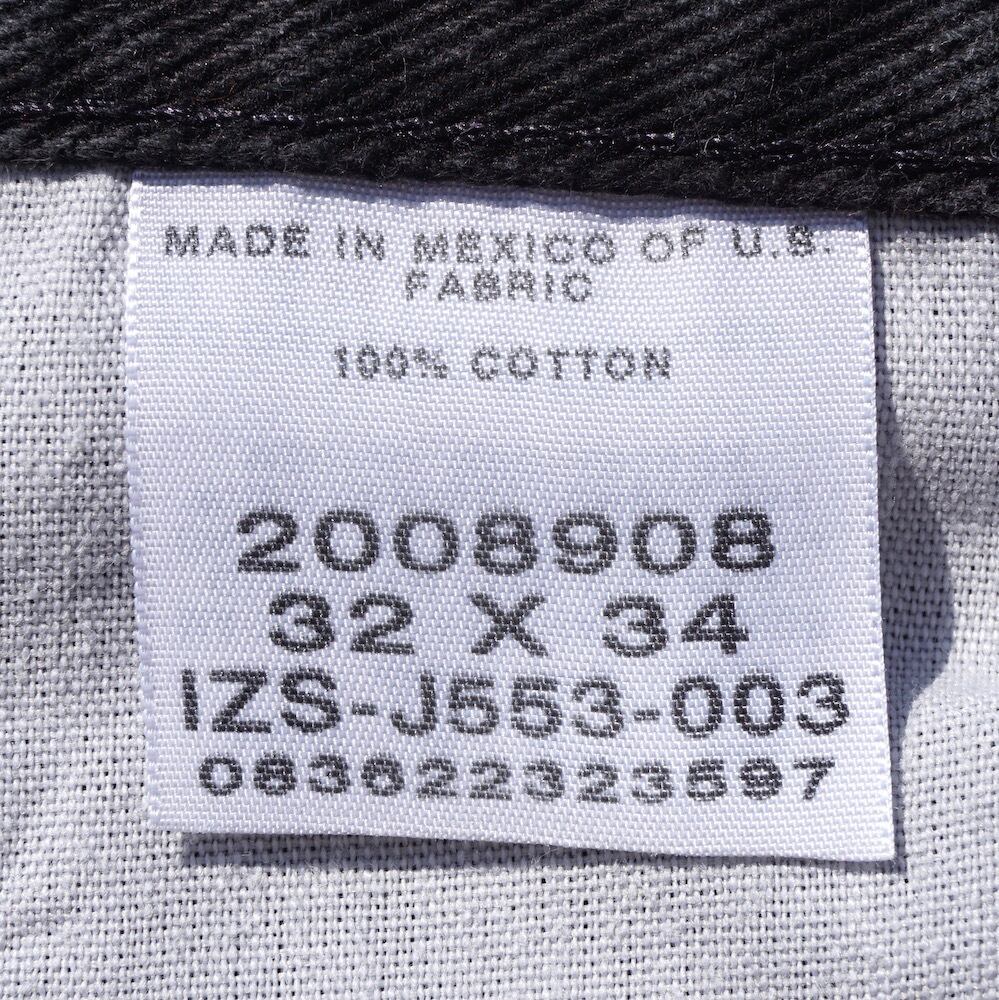 MADE IN MEXICO OF U.S.
FABRIC
100% COTTON
2008908
32 X 34
IZS-J553-003
083622323597